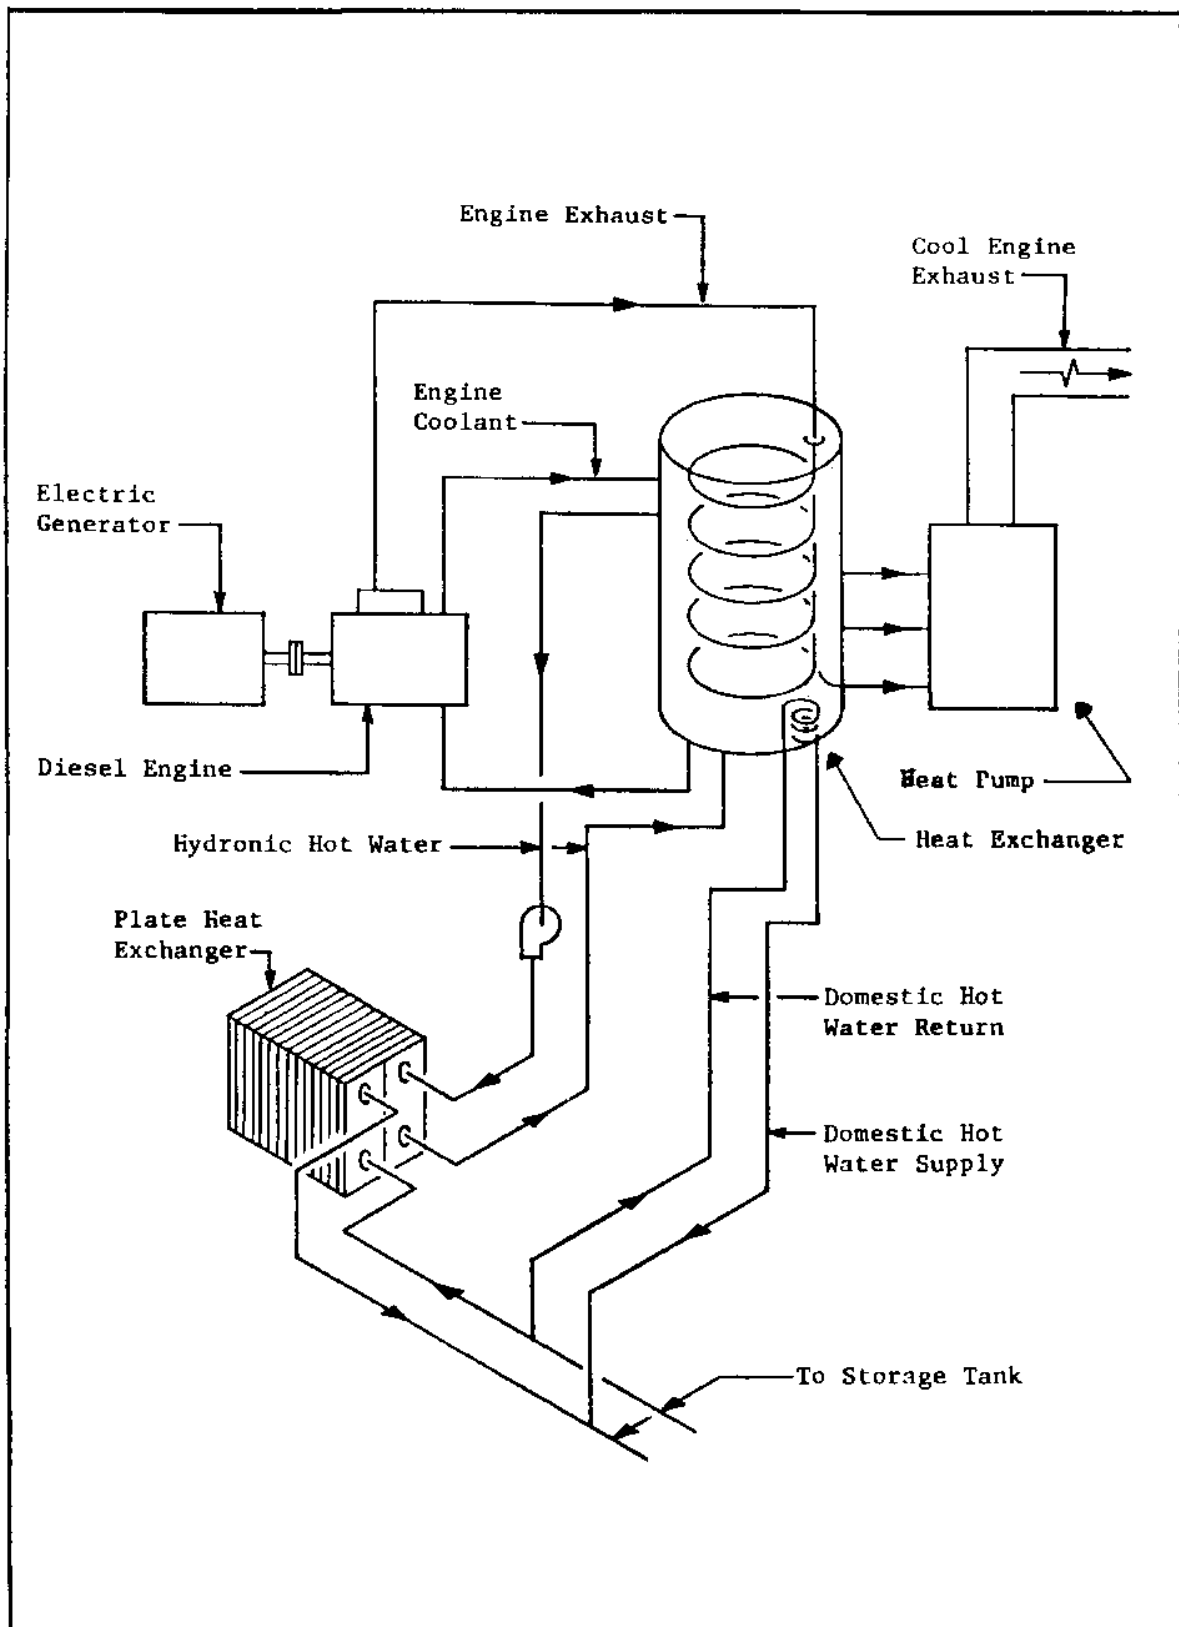 Engine Exhaust
Cool Engine
Exhaust
Engine
Coolant
Electric
Generator
Diesel Engine
Heat Pump
Hydronic Hot Water
Heat Exchanger
Plate Heat
Exchanger
Domestic Hot
Water Return
Domestic Hot
Water Supply
To Storage Tank